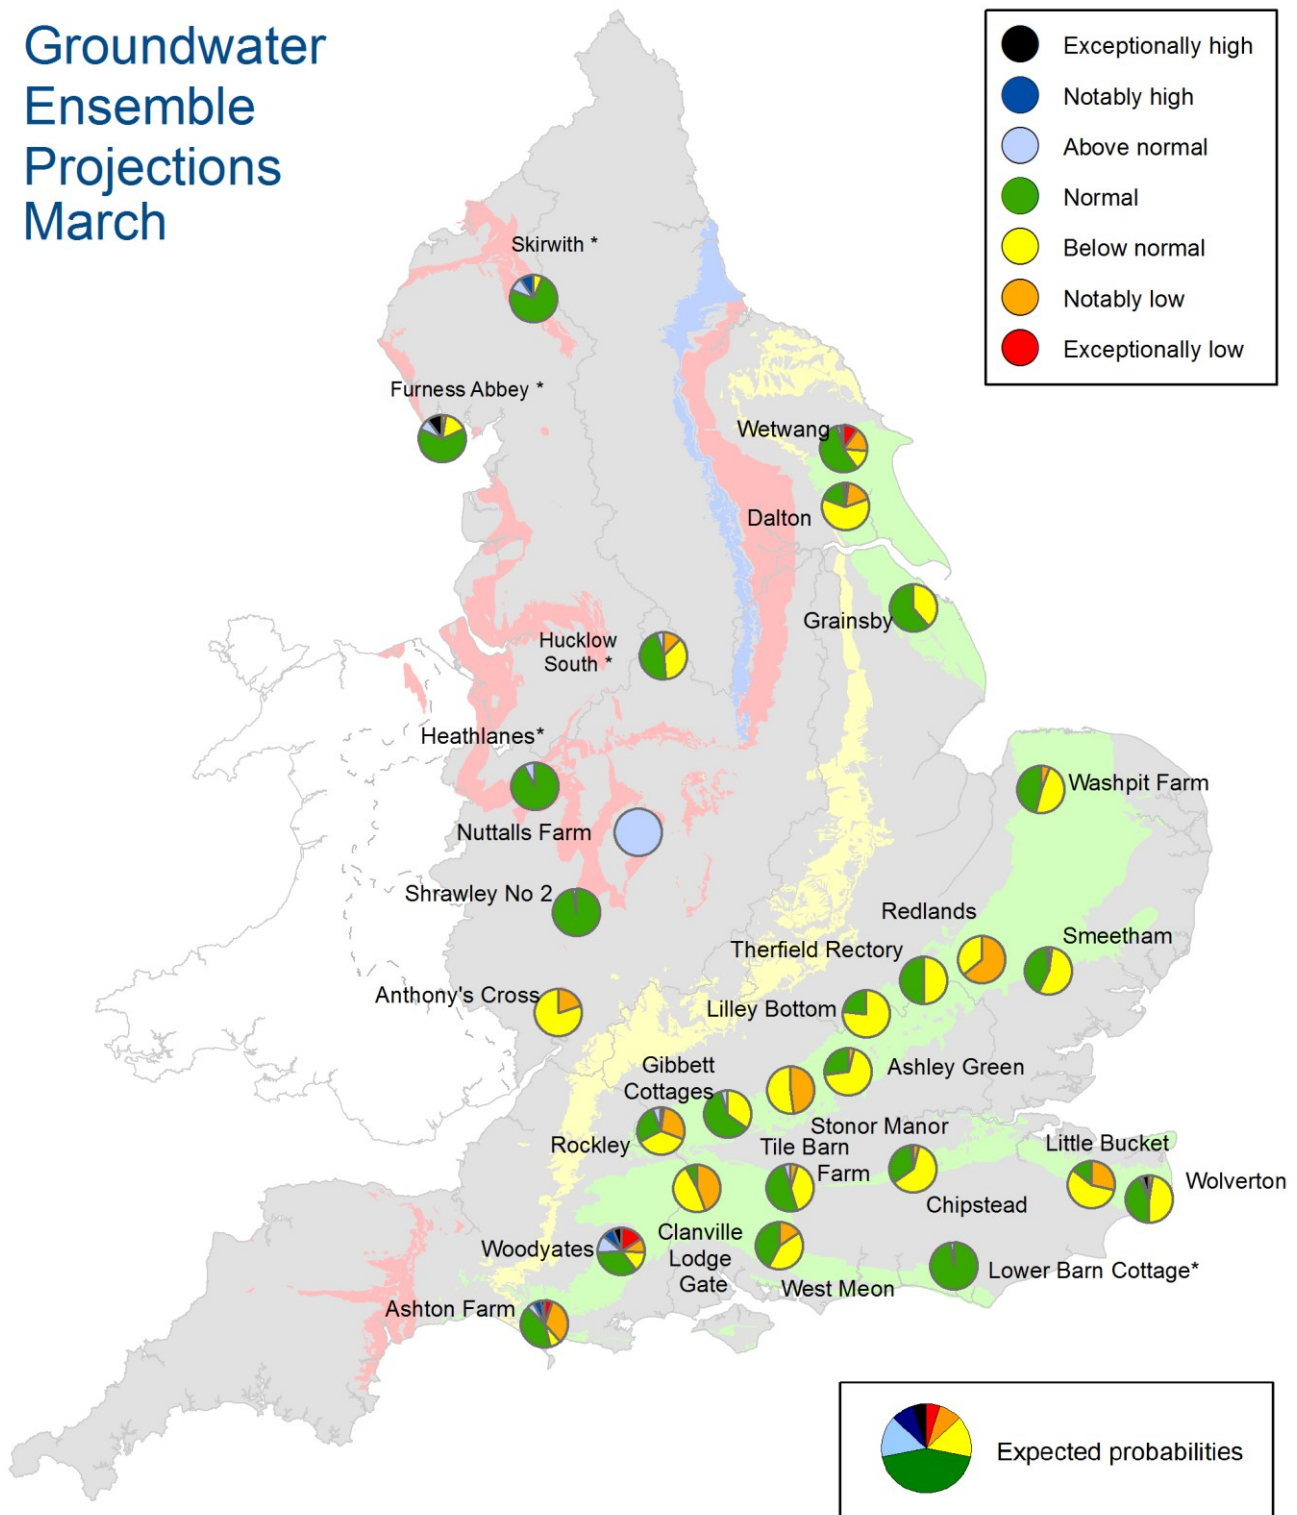 Groundwater
Ensemble
Projections
March
Exceptionally high
Notably high
Above normal
Normal
Below normal
Notably low
Exceptionally low
Skirwith *
Furness Abbey *
Wetwang
Dalton
Grainsby
Hucklow
South *
Heathlanes*
Washpit Farm
Nuttalls Farm
Shrawley No 2
Redlands
Smeetham
Therfield Rectory
Anthony's Cross
Lilley Bottom
Gibbett
Cottages
Ashley Green
Stonor Manor
Rockley
Tile Barn
Farm
Little Bucket
Wolverton
Chipstead
Clanville
Lodge
Gate
Woodyates
West Meon
Lower Barn Cottage*
Ashton Farm
Expected probabilities